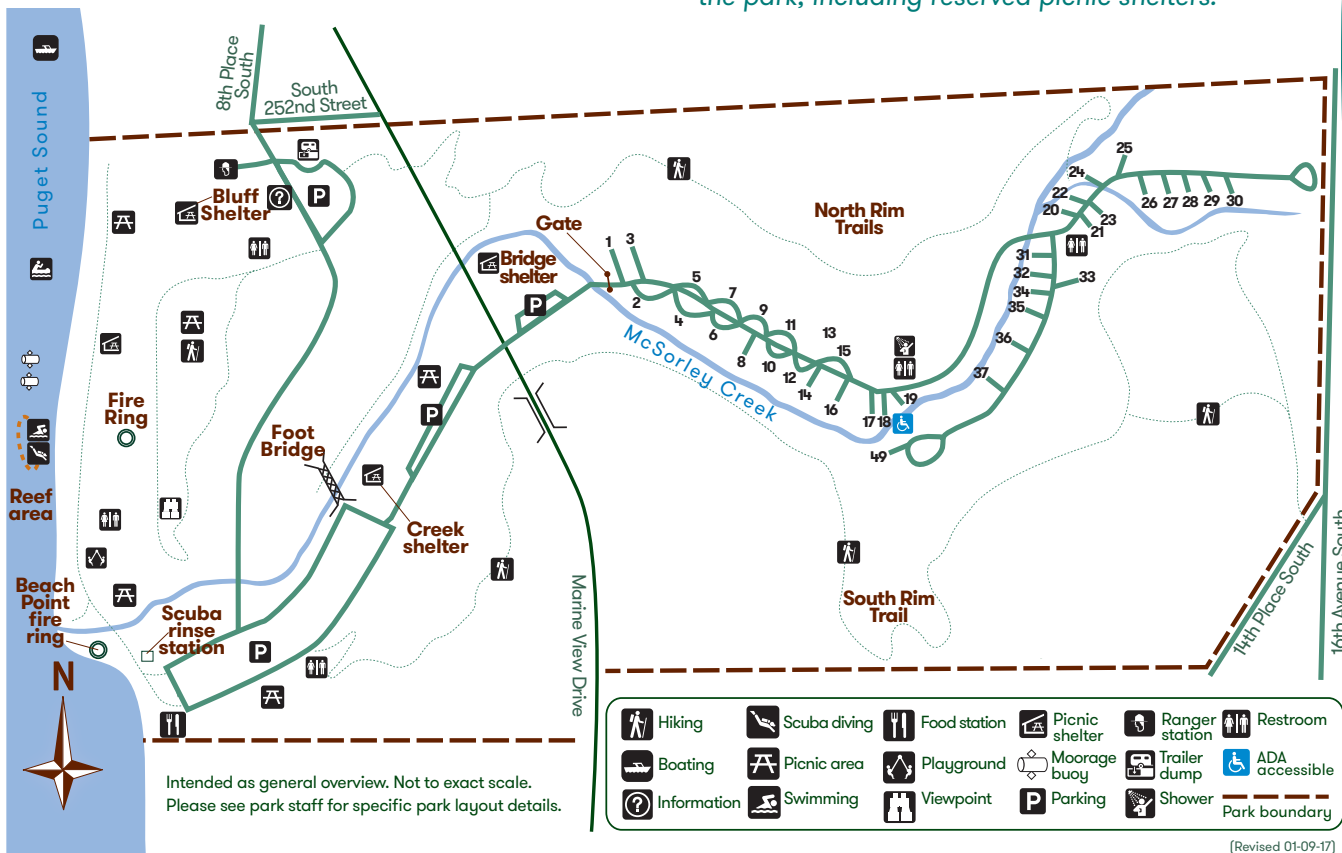 the park, including reserved picnic shelters.
8th Place
South
South
252nd Street
Puget Sound
Bluff
Shelter
?
P
Gate
Bridge
shelter
P
North Rim
Trails
1
3
2
5
4
7
6
9
8
11
10
13
12
15
14
16
17
18
19
49
20
21
22
23
24
25
26
27
28
29
30
31
32
33
34
35
36
37
McSorley Creek
Fire
Ring
Foot
Bridge
P
Reef
area
Creek
shelter
Beach
Point
fire
ring
Scuba
rinse
station
P
South Rim
Trail
Marine View Drive
14th Place South
16th Avenue South
N
Intended as general overview. Not to exact scale.
Please see park staff for specific park layout details.
Hiking
Scuba diving
Food station
Picnic
shelter
Ranger
station
Restroom
Boating
Picnic area
Playground
Moorage
buoy
Trailer
dump
ADA
accessible
? Information
Swimming
Viewpoint
P Parking
Shower
Park boundary
(Revised 01-09-17)